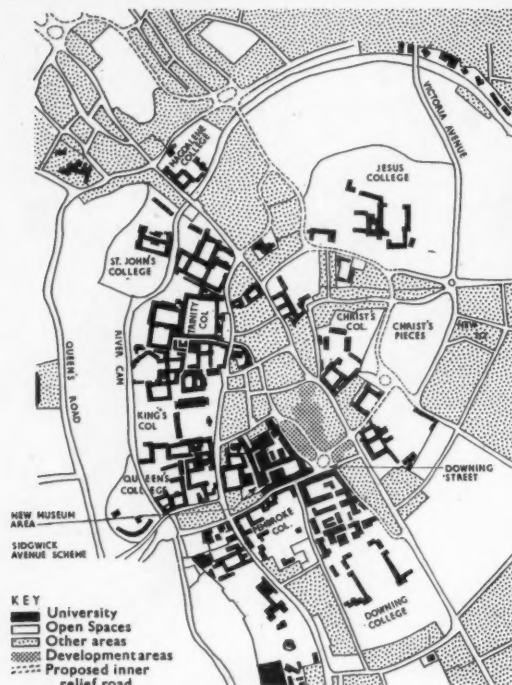 VICTORIA AVENUE
MAGDALENE
COLLEGE
JESUS
COLLEGE
ST. JOHN'S
COLLEGE
TRINITY
COL
CHRIST'S
COL.
CHRIST'S
PIECES
NEW
SQ
QUEEN'S
ROAD
RIVER CAM
KING'S
COL
QUEEN'S
COLLEGE
DOWNING
STREET
NEW MUSEUM
AREA
SIDGWICK
AVENUE SCHEME
PEMBROKE
COL.
DOWNING
COLLEGE
KEY
University
Open Spaces
Other areas
Development areas
Proposed inner
relief road